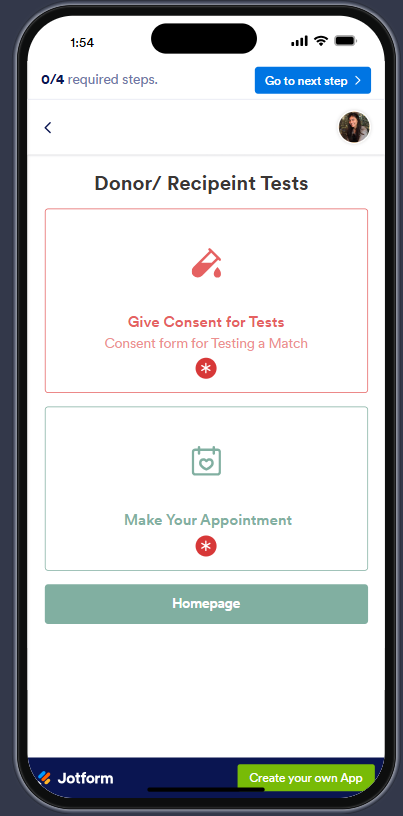 1:54
0/4 required steps.
Go to next step
Donor/ Recipeint Tests
Give Consent for Tests
Consent form for Testing a Match
Make Your Appointment
Homepage
Jotform
Create your own App